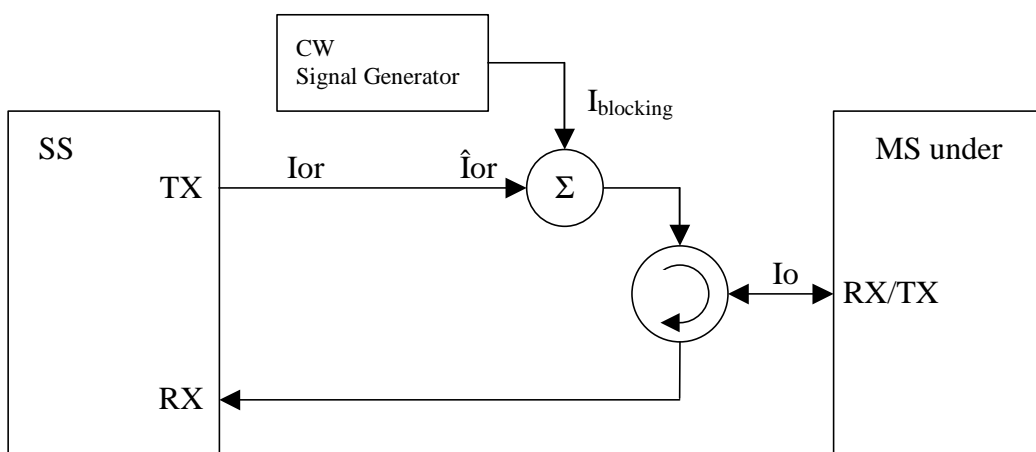 CW
Signal Generator
I_blocking
SS
MS under
TX
Ior
Îor
Σ
Io
RX/TX
RX